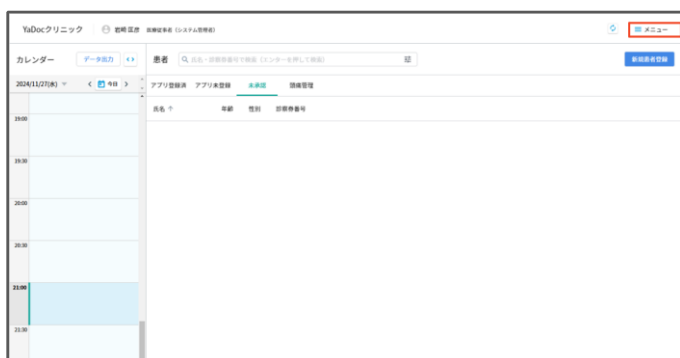 YaDocクリニック 岩崎 匡彦 医療従事者 (システム管理者) メニュー
カレンダー データ出力 患者 氏名・診察券番号で検索 (エンターを押して検索) 新規患者登録
2024/11/27(水) 今日 アプリ登録済 アプリ未登録 未承認 頭痛管理
氏名 ↑ 年齢 性別 診察券番号
19:00
19:30
20:00
20:30
21:00
21:30